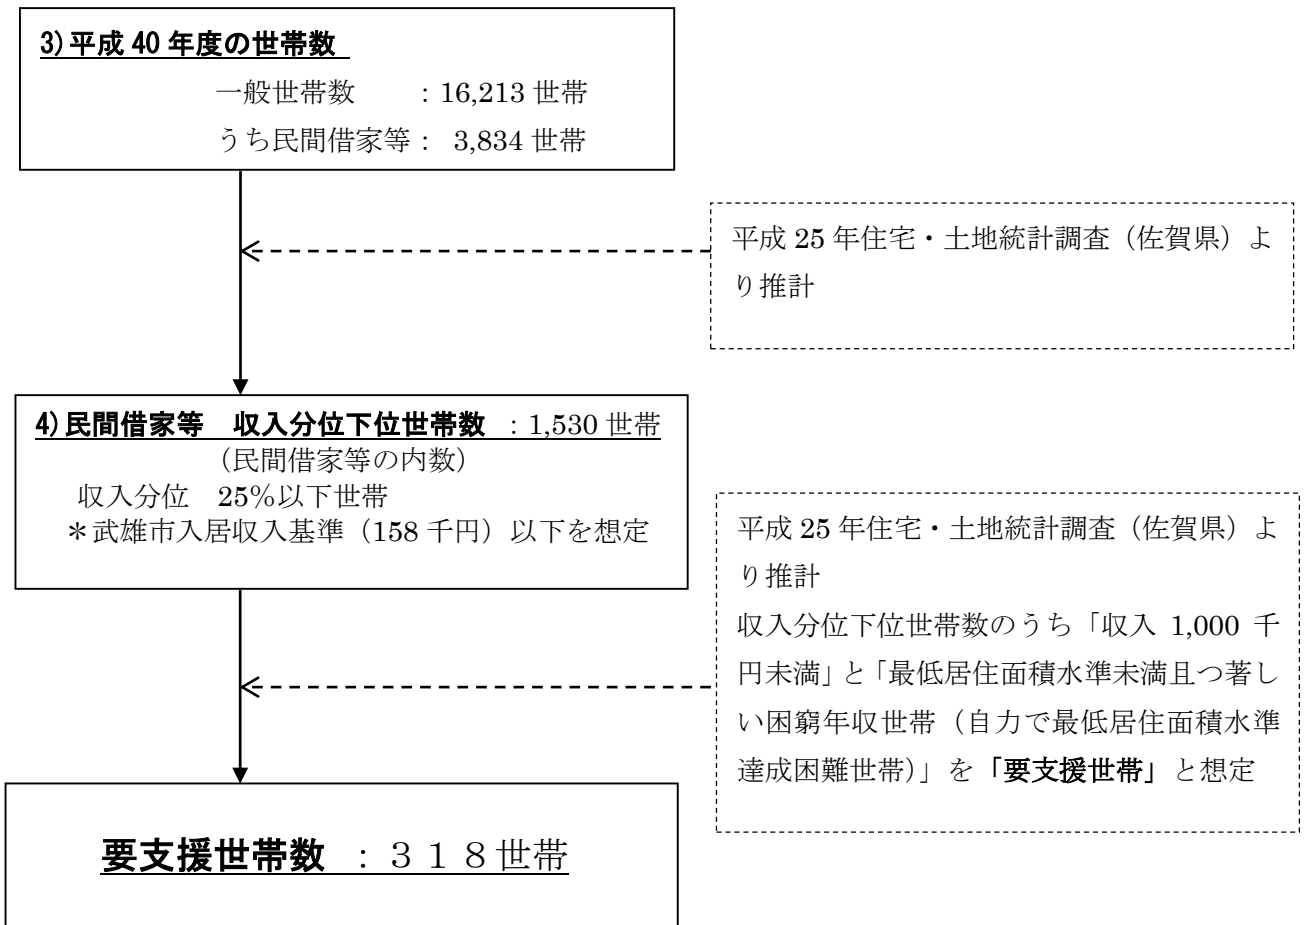 3)平成 40 年度の世帯数
一般世帯数　　：16,213 世帯
うち民間借家等： 3,834 世帯
平成 25 年住宅・土地統計調査（佐賀県）よ
り推計
4)民間借家等　収入分位下位世帯数 ：1,530 世帯
（民間借家等の内数）
収入分位　25％以下世帯
＊武雄市入居収入基準（158 千円）以下を想定
平成 25 年住宅・土地統計調査（佐賀県）よ
り推計
収入分位下位世帯数のうち「収入 1,000 千
円未満」と「最低居住面積水準未満且つ著し
い困窮年収世帯（自力で最低居住面積水準
達成困難世帯）」を「要支援世帯」と想定
要支援世帯数 ：３１８世帯